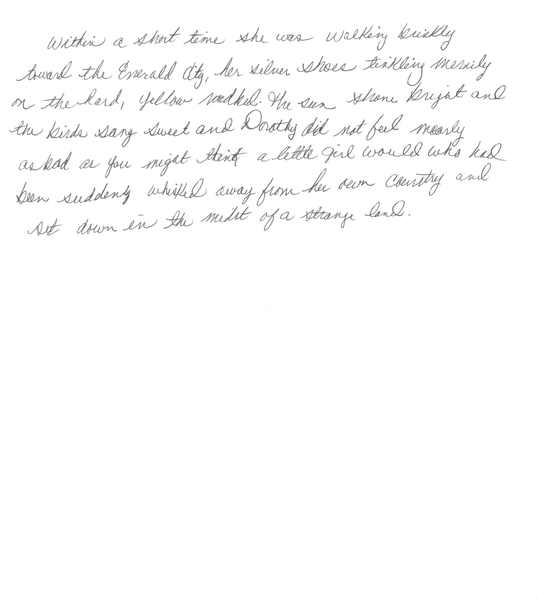 Within a short time she was walking briskly
toward the Emerald City, her silver shoes tinkling merrily
on the hard, yellow roadbed. The sun shone bright and
the birds sang sweet and Dorothy did not feel nearly
as bad as you might think a little girl would who had
been suddenly whisked away from her own country and
set down in the midst of a strange land.